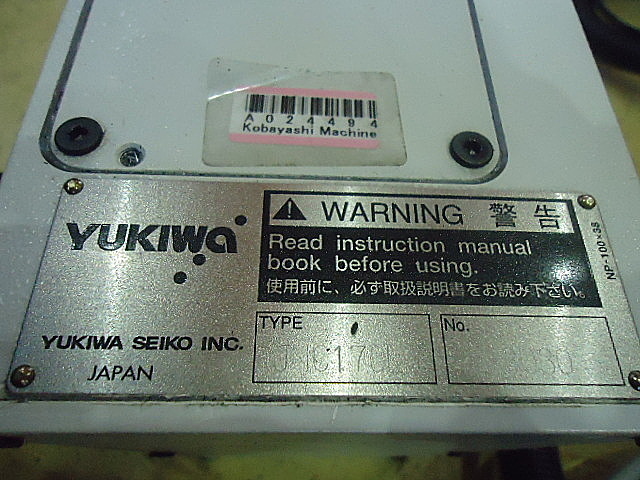 A024494
Kobayashi Machine
YUKIWA
WARNING 警告
Read instruction manual
book before using.
使用前に、必ず取扱説明書をお読み下さい。
NP-100×38
TYPE
No.
YUKIWA SEIKO INC.
JAPAN